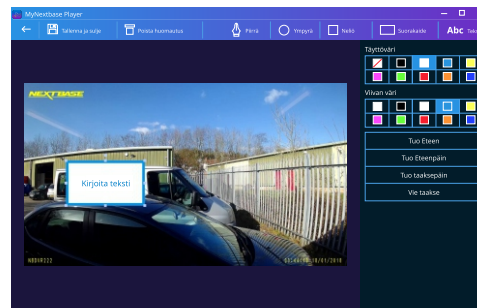 MyNextbase Player
Tallenna ja sulje
Poista huomautus
Piirrä
Ympyrä
Neliö
Suorakaide
Abc
Täyttöväri
NEXTBASE
Viivan väri
Kirjoita teksti
Tuo Eteen
Tuo Eteenpäin
Tuo taaksepäin
Vie taakse